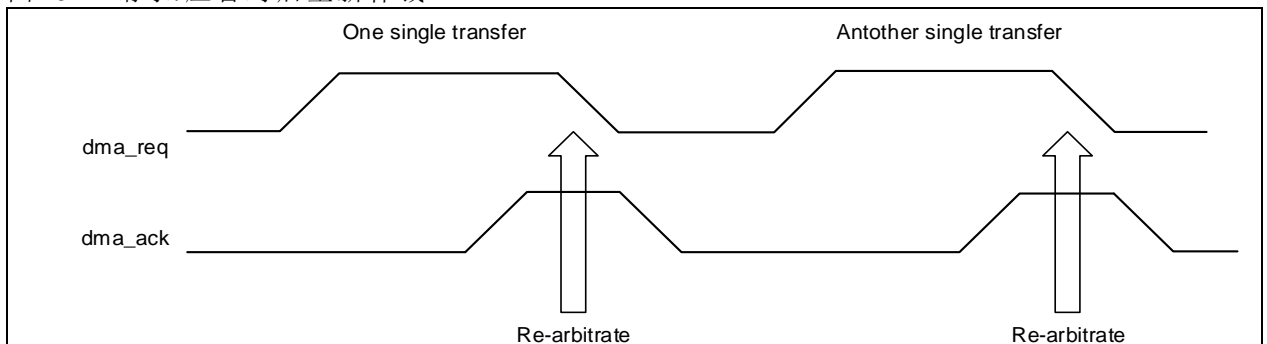 One single transfer
Antother single transfer
dma_req
dma_ack
Re-arbitrate
Re-arbitrate